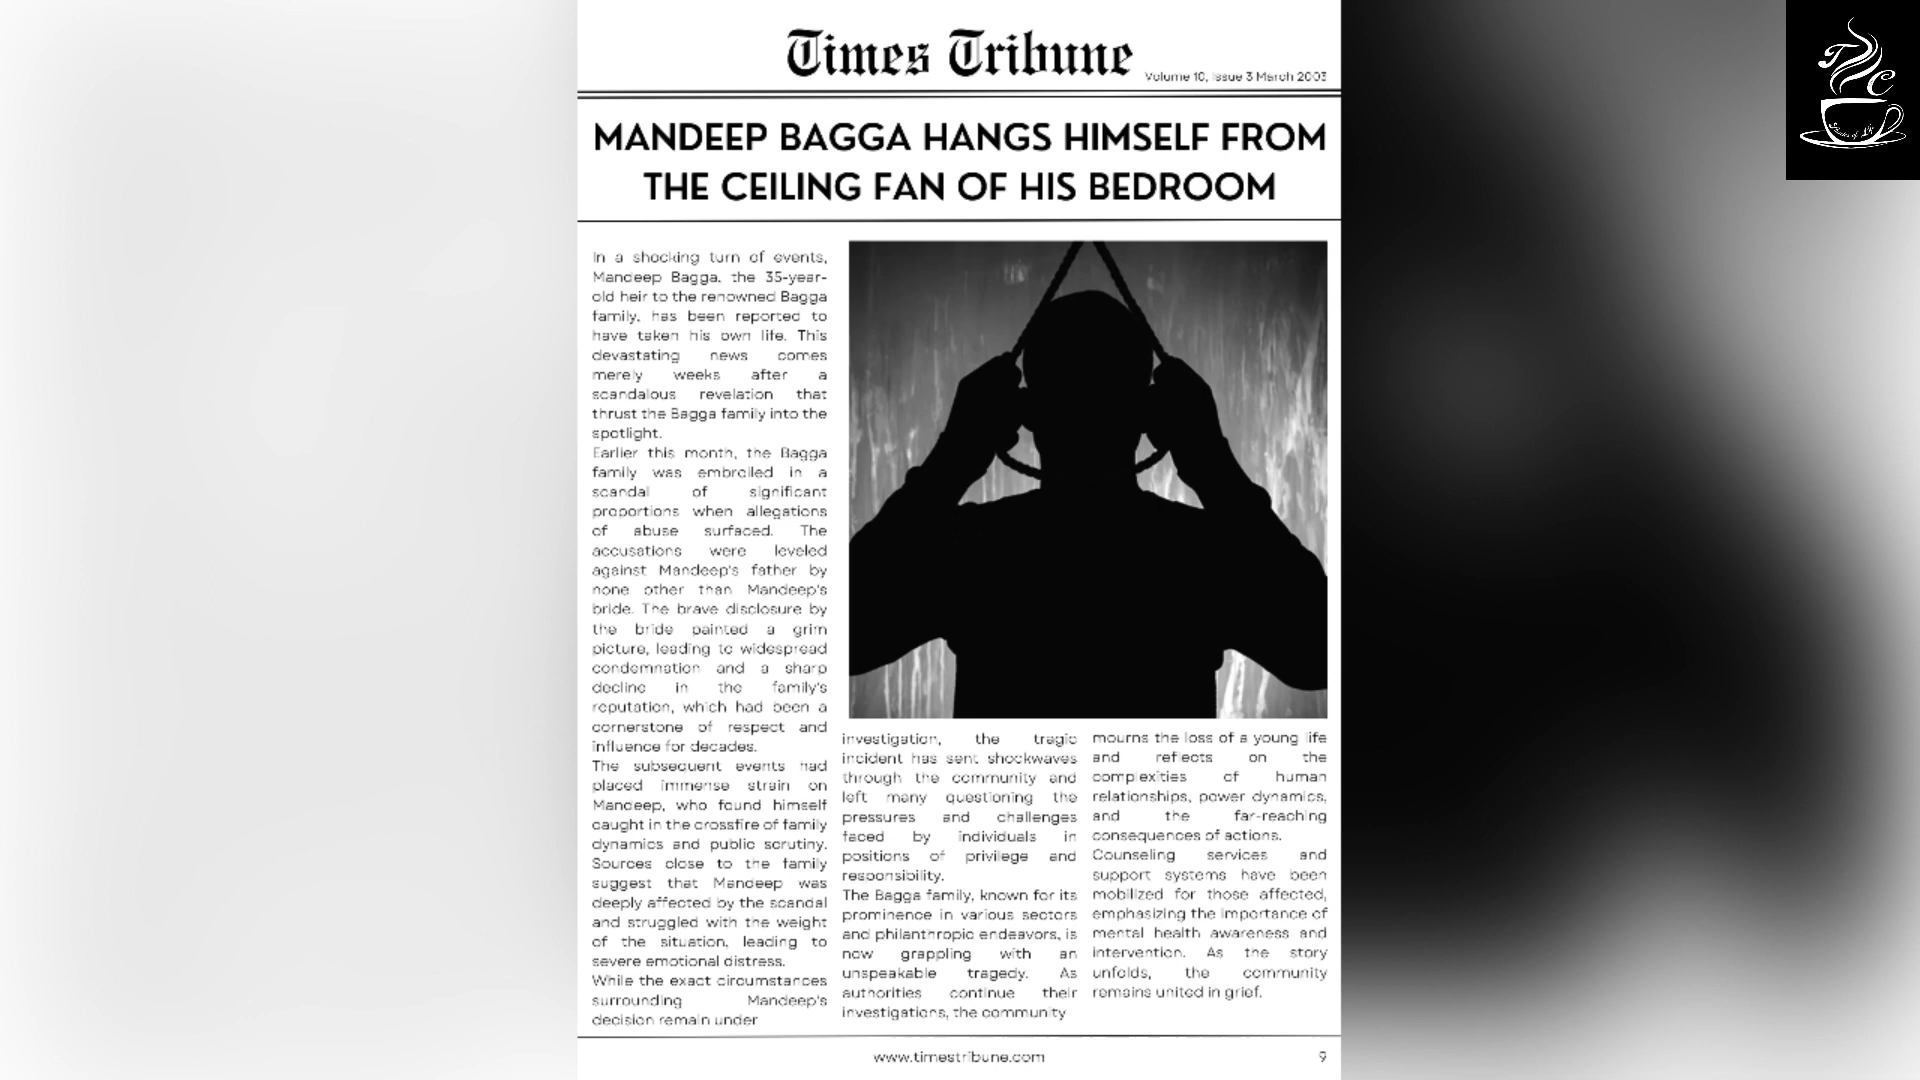 Times Tribune
Volume 10, Issue 3 March 2003
MANDEEP BAGGA HANGS HIMSELF FROM
THE CEILING FAN OF HIS BEDROOM
In a shocking turn of events,
Mandeep Bagga, the 35-year-
old heir to the renowned Bagga
family, has been reported to
have taken his own life. This
devastating news comes
merely weeks after a
scandalous revelation that
thrust the Bagga family into the
spotlight.
Earlier this month, the Bagga
family was embroiled in a
scandal of significant
proportions when allegations
of abuse surfaced. The
accusations were leveled
against Mandeep's father by
none other than Mandeep's
bride. The brave disclosure by
the bride painted a grim
picture, leading to widespread
condemnation and a sharp
decline in the family's
reputation, which had been a
cornerstone of respect and
influence for decades.
The subsequent events had
placed immense strain on
Mandeep, who found himself
caught in the crossfire of family
dynamics and public scrutiny.
Sources close to the family
suggest that Mandeep was
deeply affected by the scandal
and struggled with the weight
of the situation, leading to
severe emotional distress.
While the exact circumstances
surrounding Mandeep's
decision remain under
investigation, the tragic
incident has sent shockwaves
through the community and
left many questioning the
pressures and challenges
faced by individuals in
positions of privilege and
responsibility.
The Bagga family, known for its
prominence in various sectors
and philanthropic endeavors, is
now grappling with an
unspeakable tragedy. As
authorities continue their
investigations, the community
mourns the loss of a young life
and reflects on the
complexities of human
relationships, power dynamics,
and the far-reaching
consequences of actions.
Counseling services and
support systems have been
mobilized for those affected,
emphasizing the importance of
mental health awareness and
intervention. As the story
unfolds, the community
remains united in grief.
www.timestribune.com
9
T C